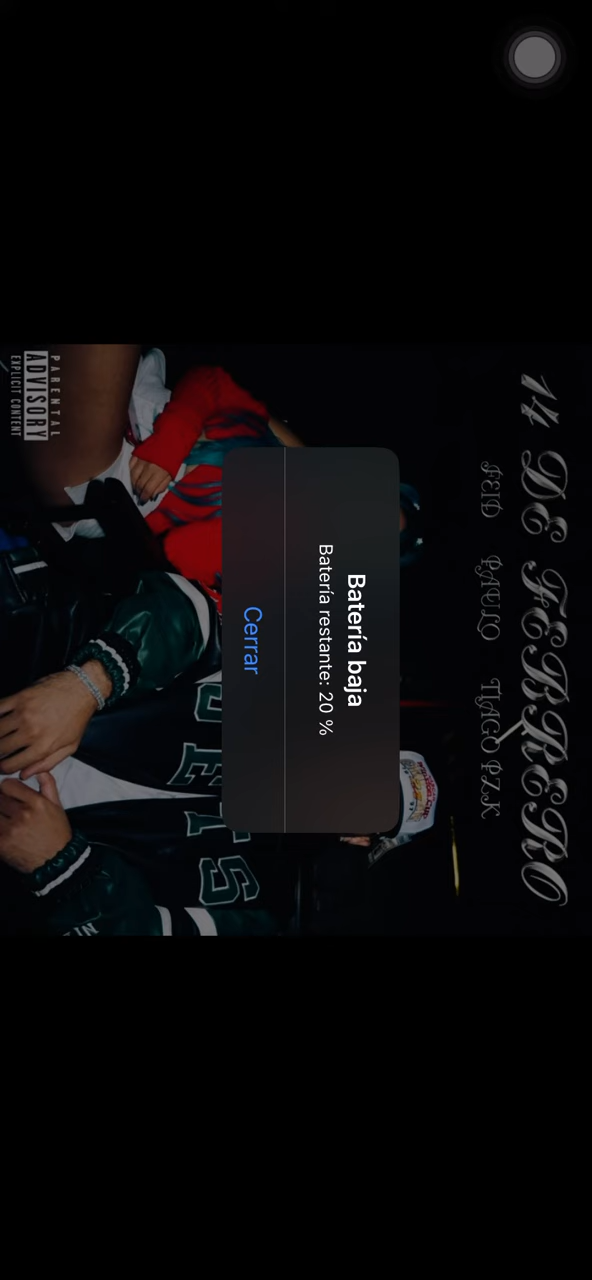 14 DE FEBRERO
FEID PAULO TIAGO PZK
Batería baja
Batería restante: 20 %
Cerrar
PARENTAL
ADVISORY
EXPLICIT CONTENT